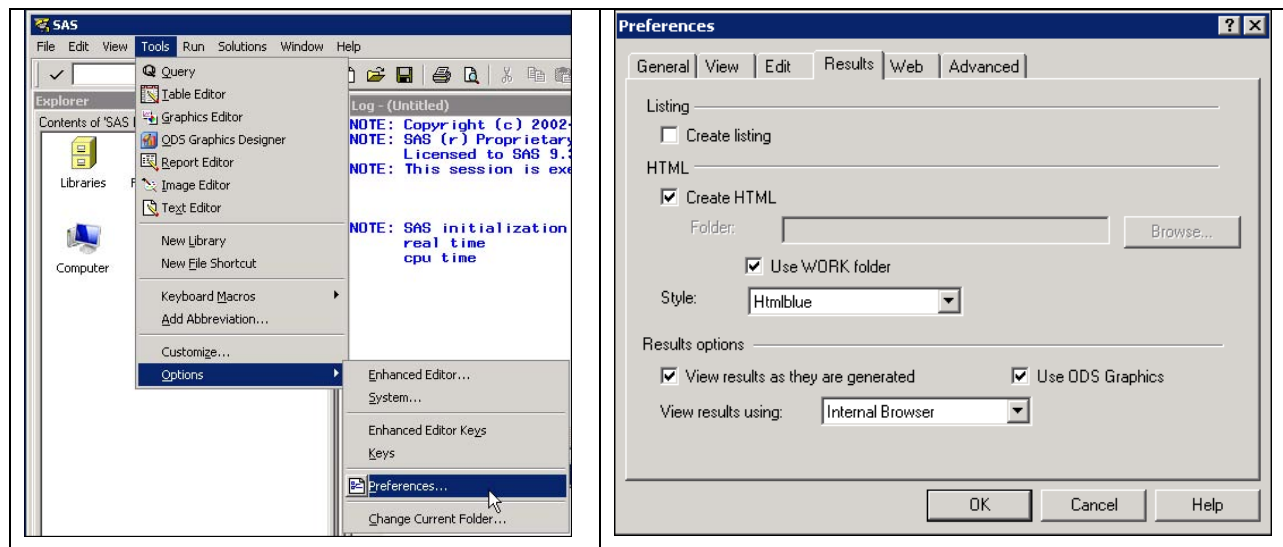 SAS
File Edit View Tools Run Solutions Window Help
Query
Table Editor
Graphics Editor
ODS Graphics Designer
Report Editor
Image Editor
Text Editor
New Library
New File Shortcut
Keyboard Macros
Add Abbreviation...
Customize...
Options
Explorer
Contents of 'SAS
Libraries
Computer
Log - (Untitled)
NOTE: Copyright (c) 2002-
NOTE: SAS (r) Proprietary
Licensed to SAS 9.
NOTE: This session is exe
NOTE: SAS initialization
real time
cpu time
Enhanced Editor...
System...
Enhanced Editor Keys
Keys
Preferences...
Change Current Folder...
Preferences
General View Edit Results Web Advanced
Listing
Create listing
HTML
Create HTML
Folder: Browse...
Use WORK folder
Style: Htmlblue
Results options
View results as they are generated Use ODS Graphics
View results using: Internal Browser
OK Cancel Help